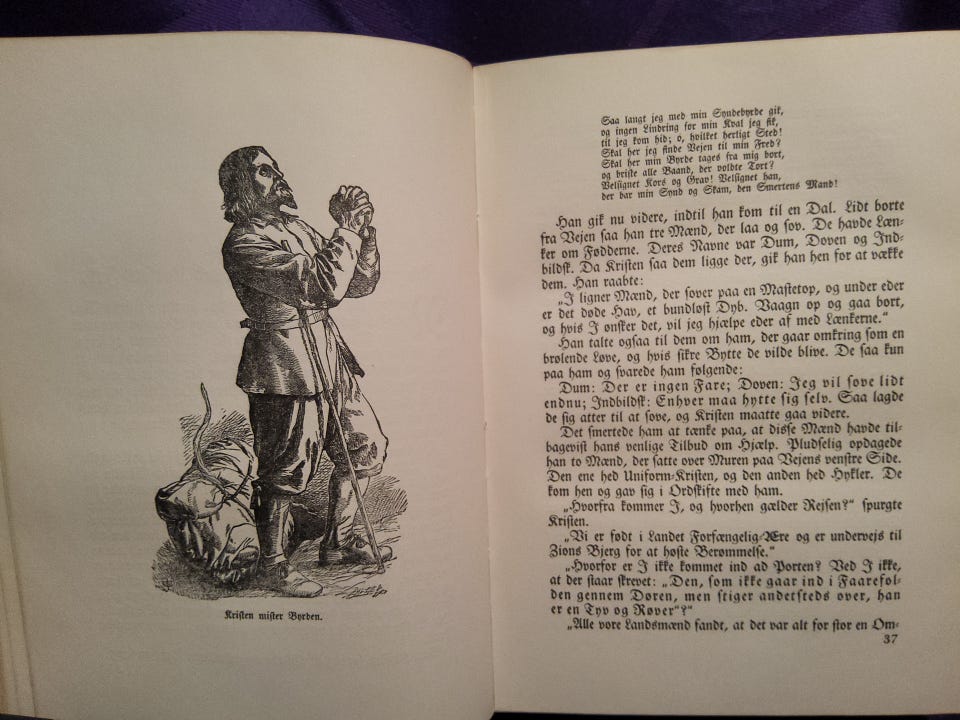 Kristen mister Byrden.
Saa langt jeg med min Syndebyrde gik,
og ingen Lindring for min Kval jeg fik,
til jeg kom hid; o, hvilket herligt Sted!
Skal her jeg finde Vejen til min Fred?
Skal her min Byrde tages fra mig bort,
og briste alle Baand, der voldte Tort?
Velsignet Kors og Grav! Velsignet han,
der bar min Synd og Skam, den Smertens Mand!
Han gik nu videre, indtil han kom til en Dal. Lidt borte
fra Vejen saa han tre Mænd, der laa og sov. De havde Læn-
ker om Fødderne. Deres Navne var Dum, Doven og Ind-
bildsk. Da Kristen saa dem ligge der, gik han hen for at vække
dem. Han raabte:
„I ligner Mænd, der sover paa en Mastetop, og under eder
er det døde Hav, et bundløst Dyb. Vaagn op og gaa bort,
og hvis I ønsker det, vil jeg hjælpe eder af med Lænkerne.“
Han talte ogsaa til dem om ham, der gaar omkring som en
brølende Løve, og hvis sikre Bytte de vilde blive. De saa kun
paa ham og svarede ham følgende:
Dum: Der er ingen Fare; Doven: Jeg vil sove lidt
endnu; Indbildsk: Enhver maa hytte sig selv. Saa lagde
de sig atter til at sove, og Kristen maatte gaa videre.
Det smertede ham at tænke paa, at disse Mænd havde til-
bagevist hans venlige Tilbud om Hjælp. Pludselig opdagede
han to Mænd, der satte over Muren paa Vejens venstre Side.
Den ene hed Uniform-Kristen, og den anden hed Hykler. De
kom hen og gav sig i Ordskifte med ham.
„Hvorfra kommer I, og hvorhen gælder Rejsen?“ spurgte
Kristen.
„Vi er født i Landet Forfængelig-Ære og er undervejs til
Zions Bjerg for at høste Berømmelse.“
„Hvorfor er I ikke kommet ind ad Porten? Ved I ikke,
at der staar skrevet: „Den, som ikke gaar ind i Faarefol-
den gennem Døren, men stiger andetsteds over, han
er en Tyv og Røver“?“
„Alle vore Landsmænd fandt, at det var alt for stor en Om-
37